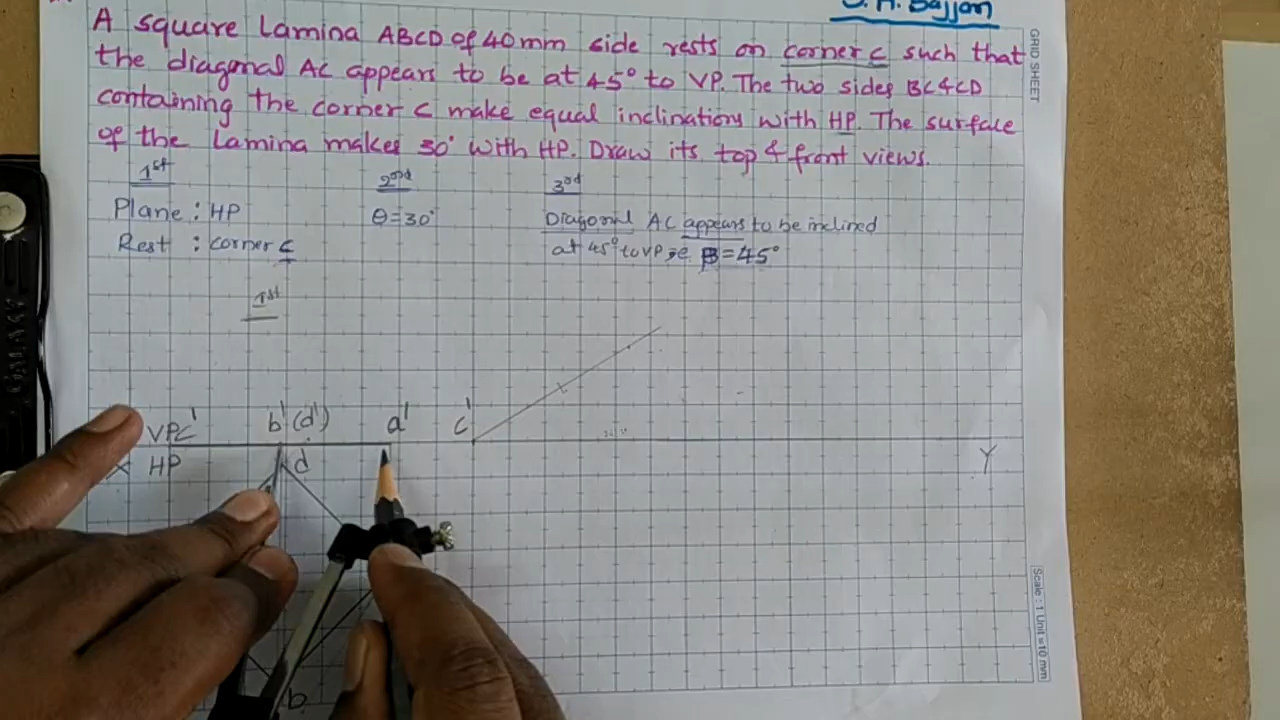 A square Lamina ABCD of 40mm side rests on corner C such that
the diagonal AC appears to be at 45° to VP. The two sides BC & CD
containing the corner C make equal inclinations with HP. The surface
of the Lamina makes 30° with HP. Draw its top & front views.
1st 2nd 3rd
Plane : HP θ=30° Diagonal AC appears to be inclined
Rest : corner C at 45° to VP ie β=45°
1st
VP c' b' (d') a' c'
X HP d Y
b
GRID SHEET
Scale : 1 Unit = 10 mm